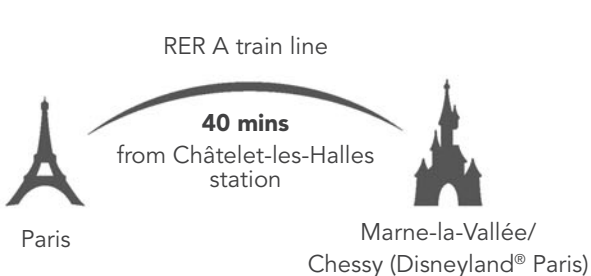 RER A train line
40 mins
from Châtelet-les-Halles
station
Paris
Marne-la-Vallée/
Chessy (Disneyland® Paris)